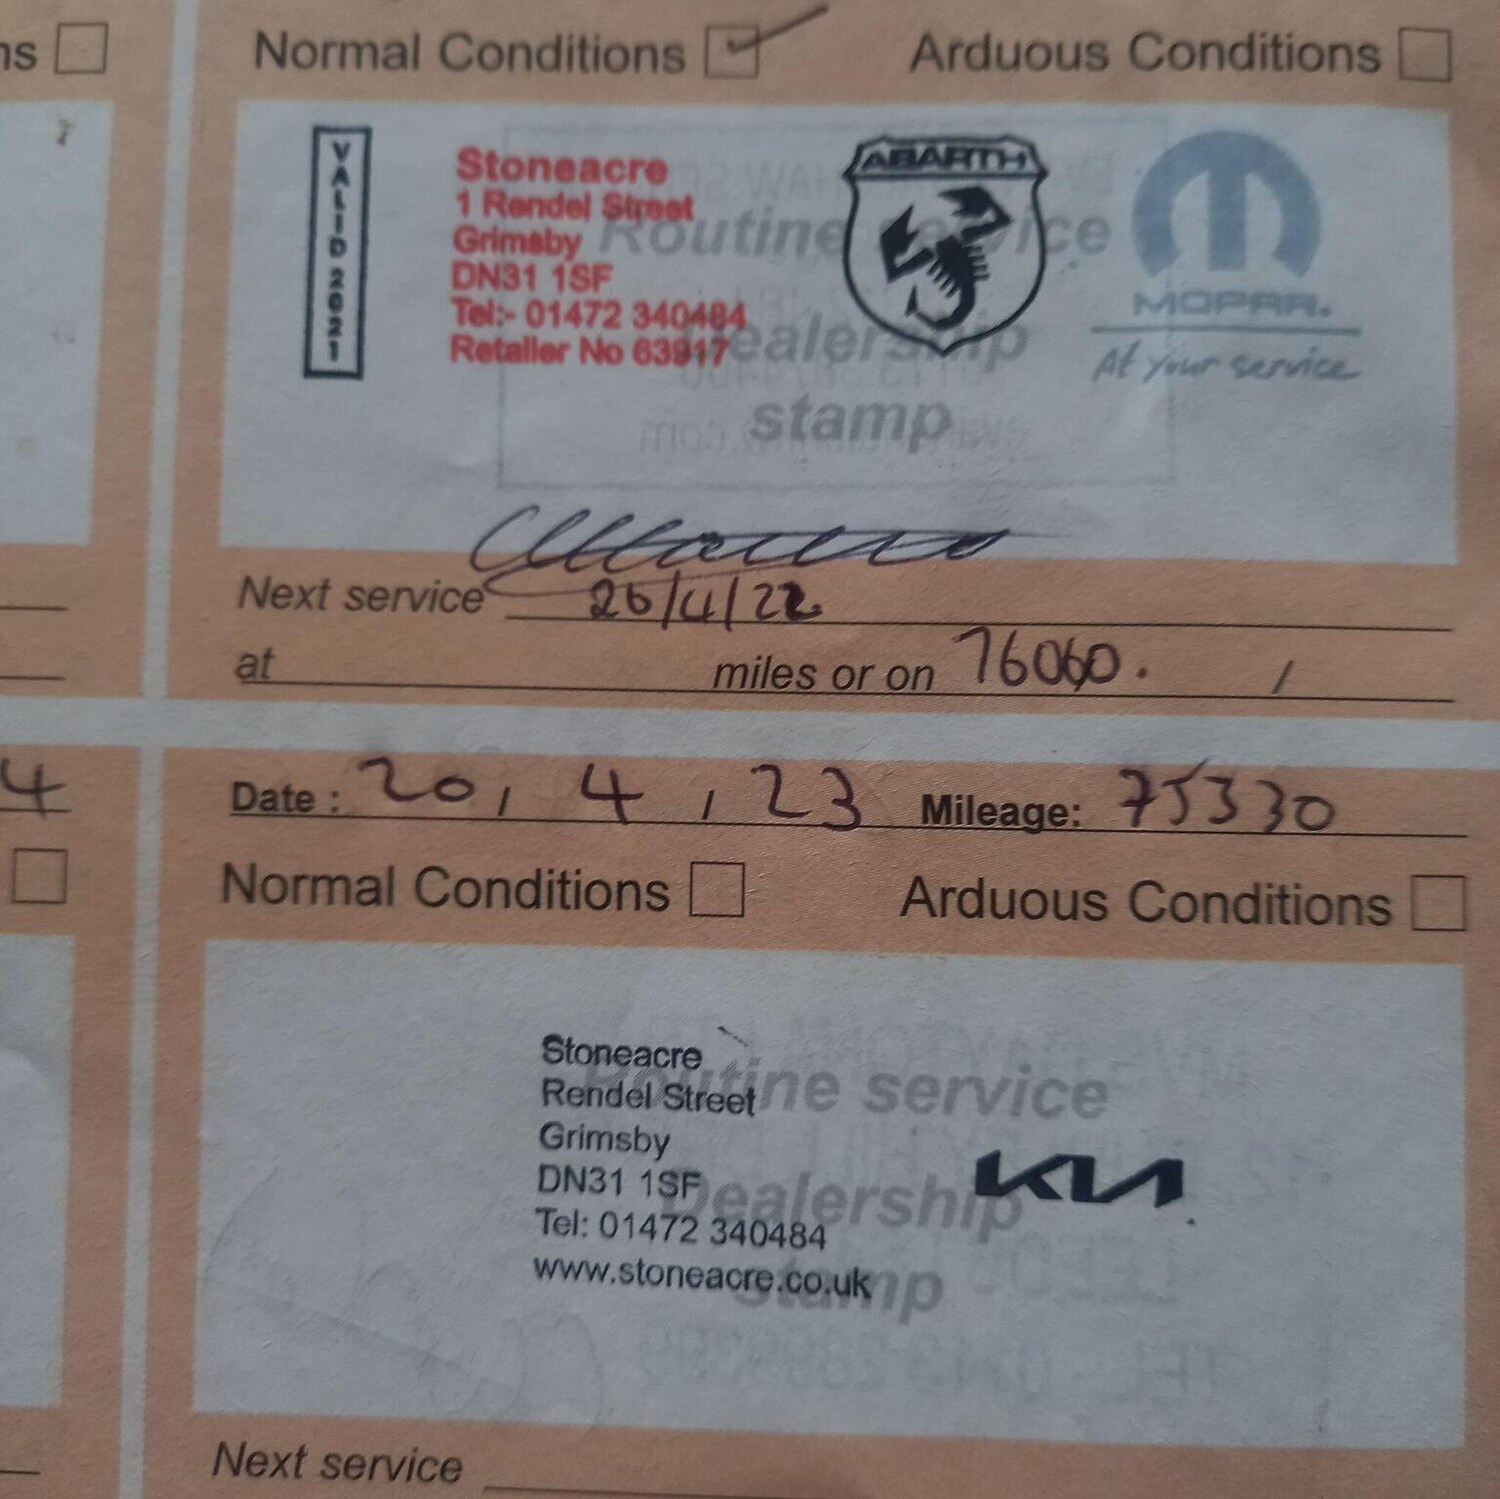 ns
Normal Conditions
Arduous Conditions
VALID 2021
Stoneacre
1 Rendel Street
Grimsby
DN31 1SF
Tel:- 01472 340484
Retailer No 63917
Routine service
Dealership
stamp
ABARTH
MOPAR.
At your service
Next service 26/4/22
at miles or on 76060. /
4
Date : 20 / 4 / 23 Mileage: 75330
Normal Conditions
Arduous Conditions
Stoneacre
Rendel Street
Grimsby
DN31 1SF
Tel: 01472 340484
www.stoneacre.co.uk
Routine service
Dealership
stamp
KIA
Next service